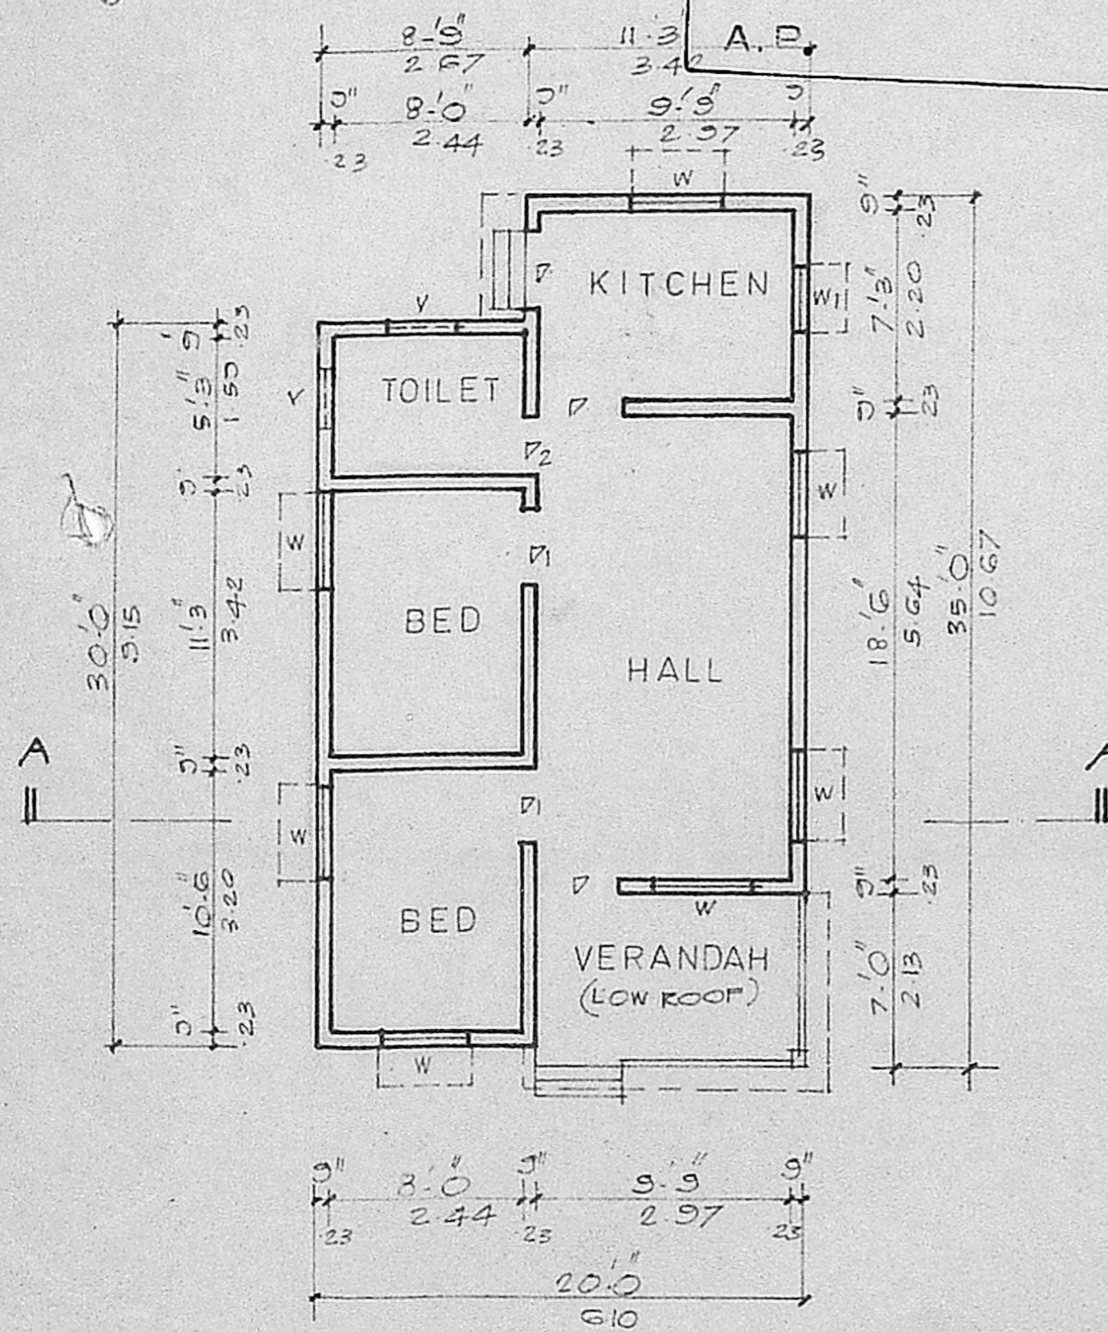 8'-9" 11'-3 A.P.
2.67 3.42
9" 8'-0" 9" 9'-9" 9
.23 2.44 .23 2.97 .23
W
KITCHEN
W1
V
V
TOILET
D
D
D2
W
D1
BED
W
HALL
W
W
D1
BED
D
W
VERANDAH
(LOW ROOF)
W
A
A
30'-0"
9.15
9" .23
5'-3" 1.59
9" .23
11'-3" 3.42
9" .23
10'-6" 3.20
9" .23
9" .23
7'-3" 2.20
9" .23
18'-6" 5.64
35'-0"
10.67
9" .23
7'-0" 2.13
9" 8'-0" 9" 9'-9" 9"
.23 2.44 .23 2.97 .23
20'-0"
6.10